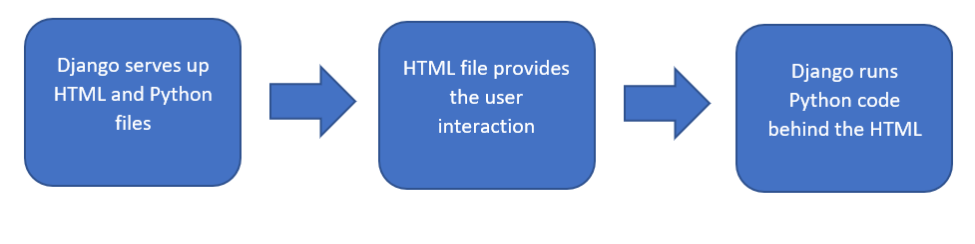 Django serves up
HTML and Python
files
HTML file provides
the user
interaction
Django runs
Python code
behind the HTML